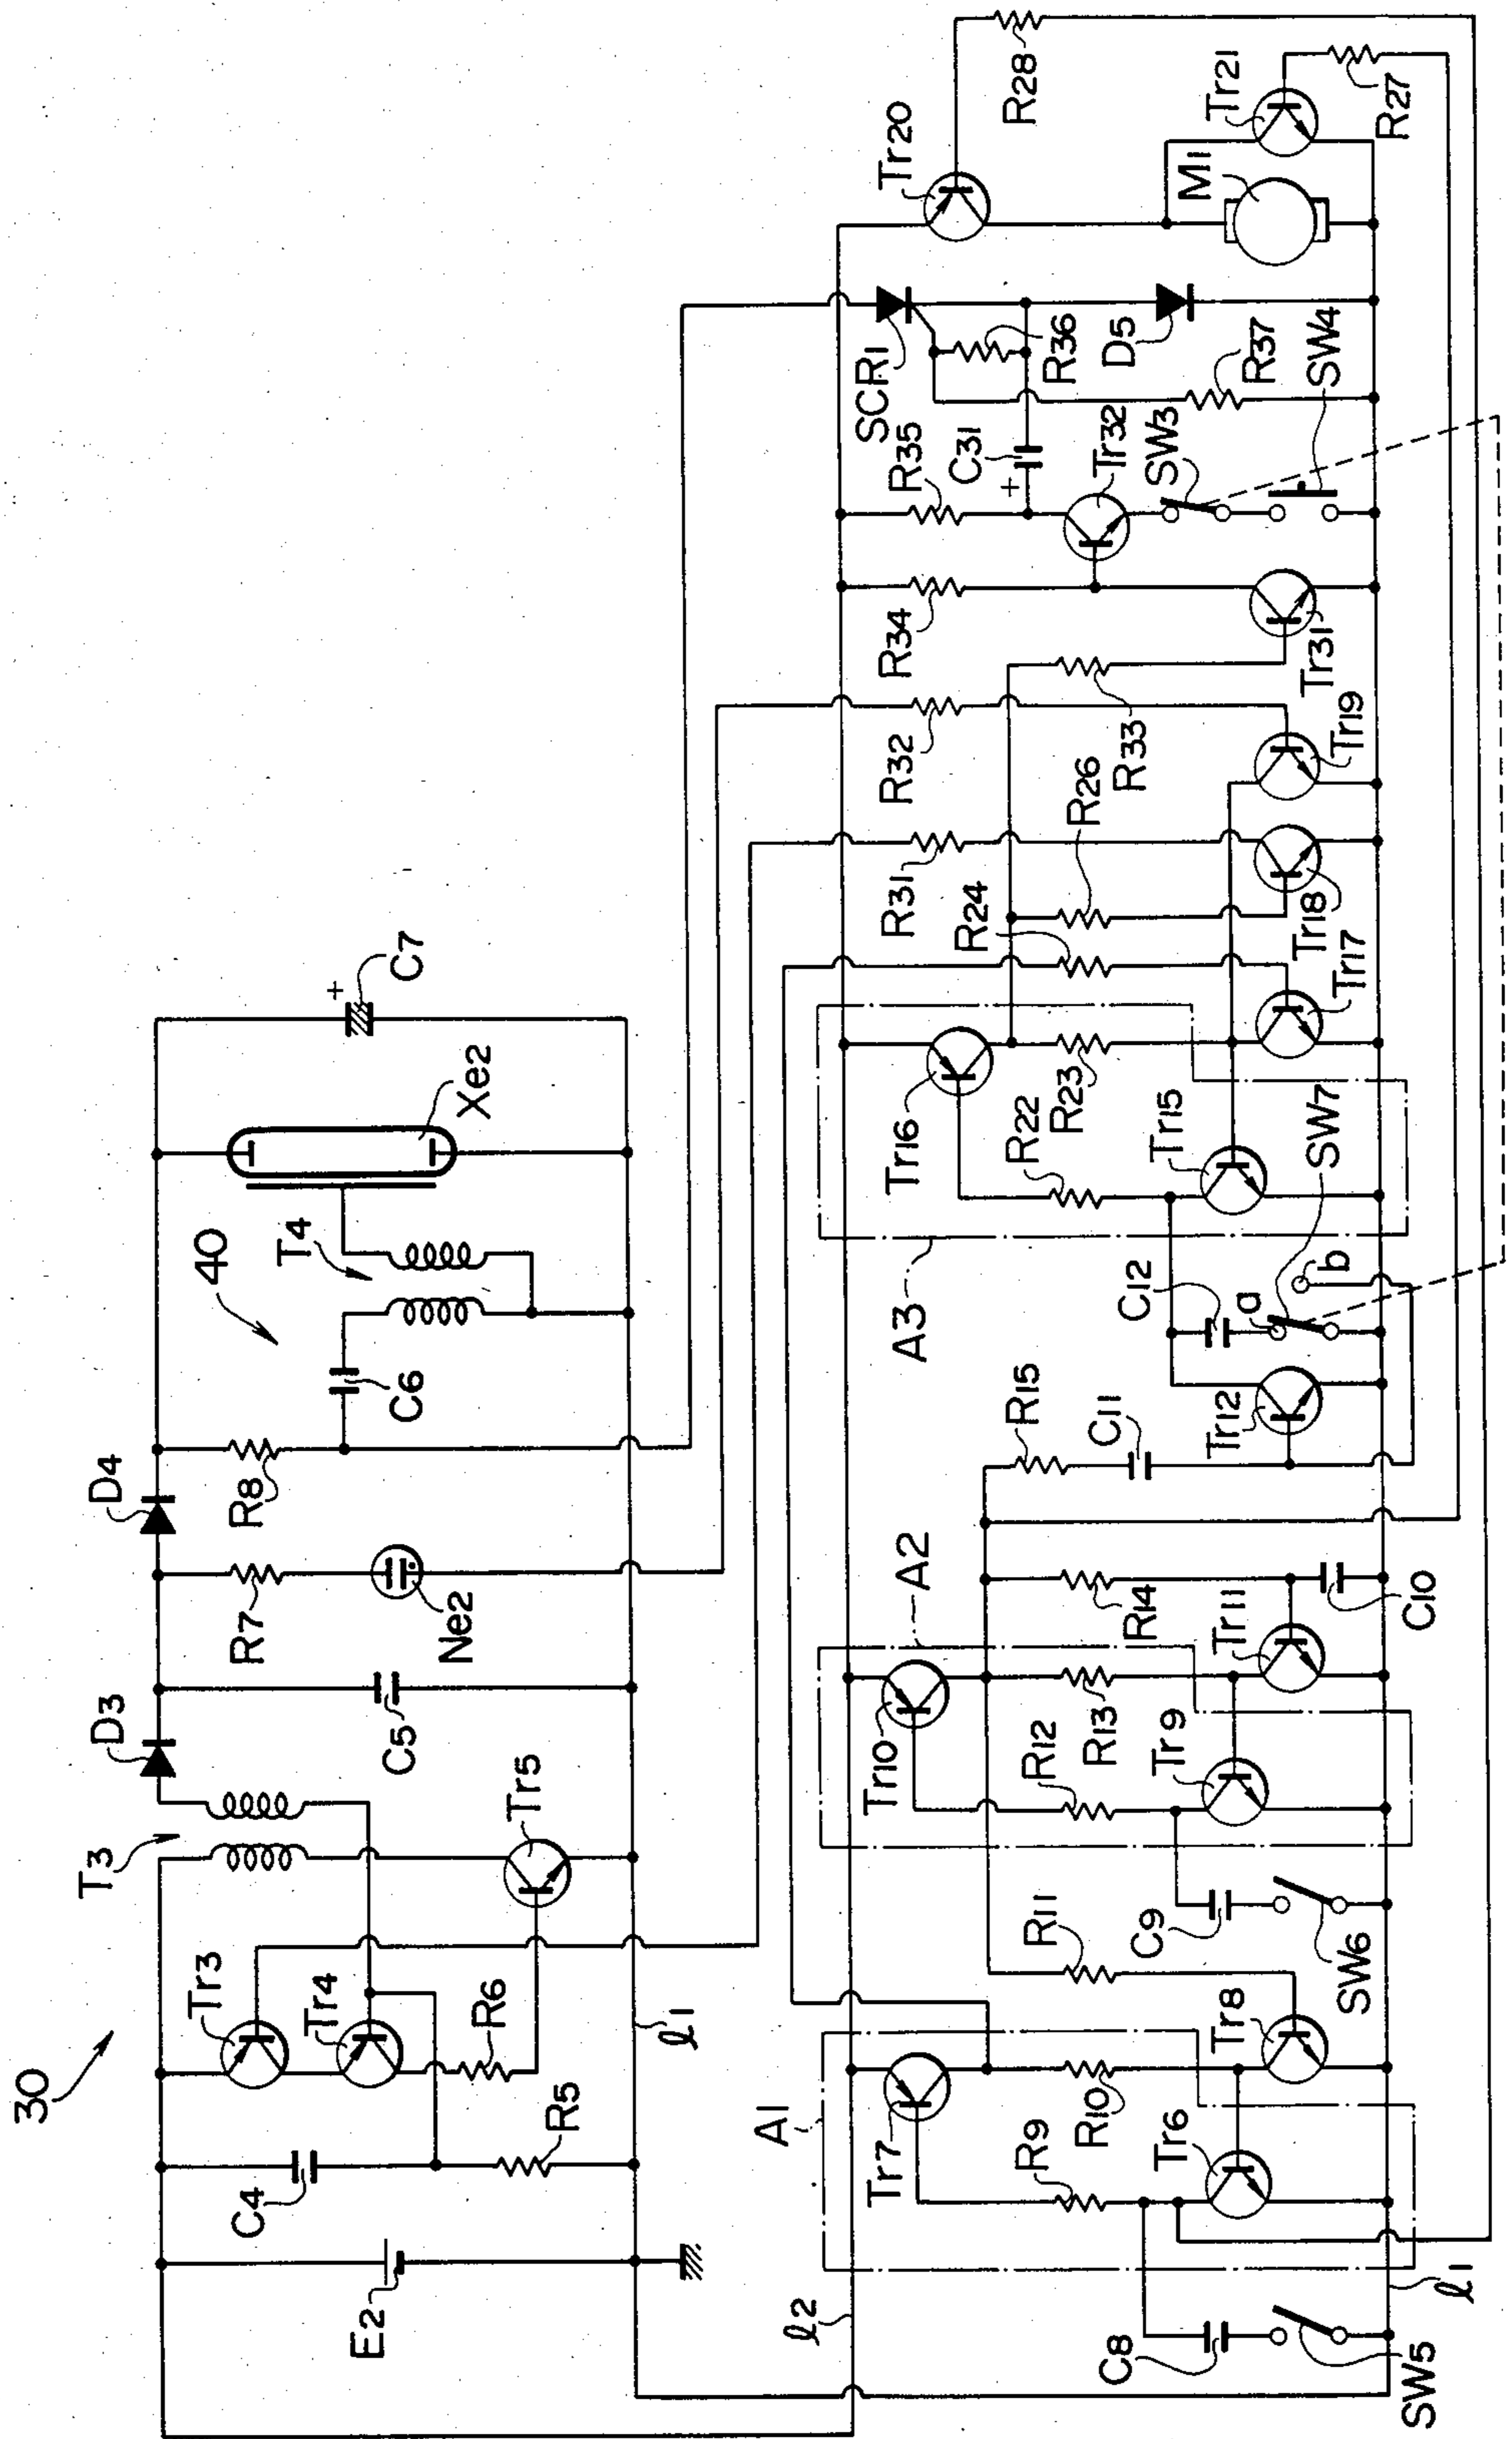 30
40
T3
D3
D4
Tr3
Tr4
Tr5
C4
R5
R6
E2
ℓ1
C5
R7
Ne2
R8
C6
T4
Xe2
+
C7
ℓ2
A1
Tr7
R9
R10
Tr6
Tr8
C8
SW5
ℓ1
R11
C9
SW6
A2
Tr10
R12
R13
Tr9
Tr11
R14
C10
R15
C11
Tr12
C12
a
b
SW7
A3
Tr16
R22
R23
Tr15
Tr17
R24
R26
Tr18
R31
R32
Tr19
R33
Tr31
R34
R35
+
C31
Tr32
SW3
SW4
SCR1
R36
D5
R37
Tr20
R28
M1
Tr21
R27